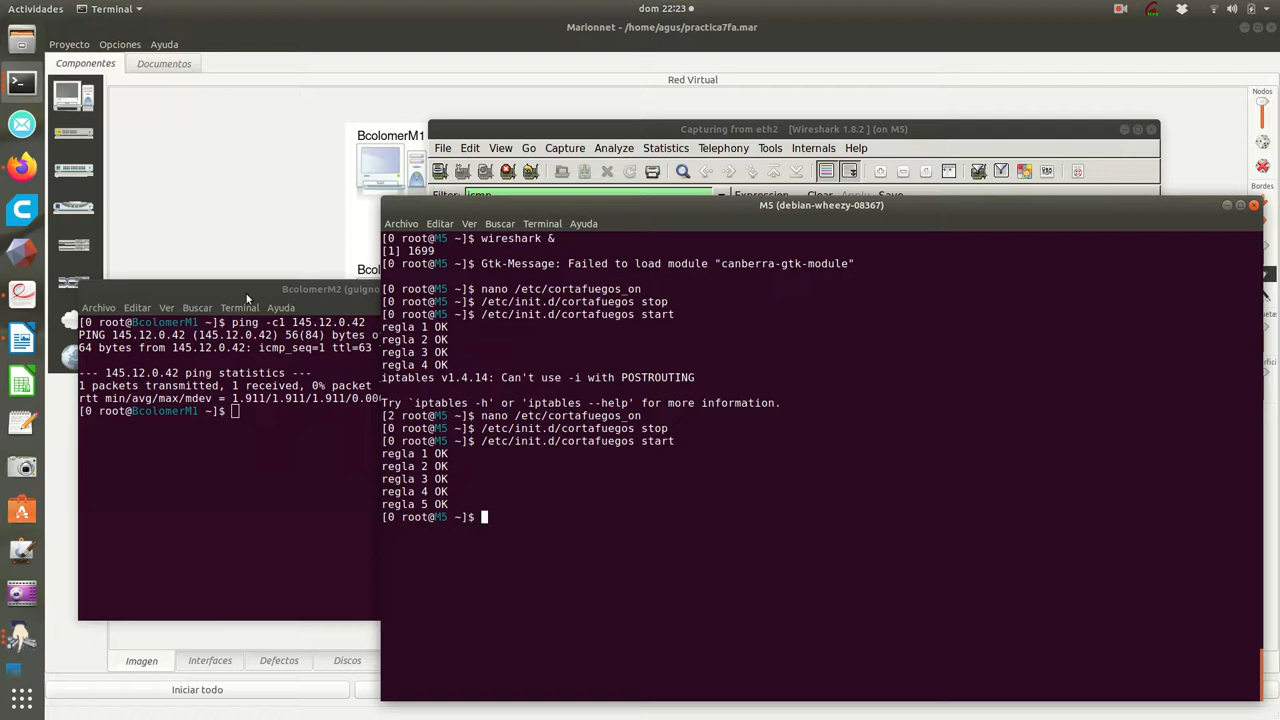 Actividades
Terminal
dom 22:23
Marionnet - /home/agus/practica7fa.mar
Proyecto Opciones Ayuda
Componentes Documentos
Red Virtual
Nodos
Bordes
BcolomerM1
Capturing from eth2 [Wireshark 1.8.2 ] (on M5)
File Edit View Go Capture Analyze Statistics Telephony Tools Internals Help
Filter: icmp Expression... Clear Apply Save
M5 (debian-wheezy-08367)
Archivo Editar Ver Buscar Terminal Ayuda
[0 root@M5 ~]$ wireshark &
[1] 1699
[0 root@M5 ~]$ Gtk-Message: Failed to load module "canberra-gtk-module"
[0 root@M5 ~]$ nano /etc/cortafuegos_on
[0 root@M5 ~]$ /etc/init.d/cortafuegos stop
[0 root@M5 ~]$ /etc/init.d/cortafuegos start
regla 1 OK
regla 2 OK
regla 3 OK
regla 4 OK
iptables v1.4.14: Can't use -i with POSTROUTING
Try `iptables -h' or 'iptables --help' for more information.
[2 root@M5 ~]$ nano /etc/cortafuegos_on
[0 root@M5 ~]$ /etc/init.d/cortafuegos stop
[0 root@M5 ~]$ /etc/init.d/cortafuegos start
regla 1 OK
regla 2 OK
regla 3 OK
regla 4 OK
regla 5 OK
[0 root@M5 ~]$
BcolomerM2 (guigno
Archivo Editar Ver Buscar Terminal Ayuda
[0 root@BcolomerM1 ~]$ ping -c1 145.12.0.42
PING 145.12.0.42 (145.12.0.42) 56(84) bytes o
64 bytes from 145.12.0.42: icmp_seq=1 ttl=63
--- 145.12.0.42 ping statistics ---
1 packets transmitted, 1 received, 0% packet
rtt min/avg/max/mdev = 1.911/1.911/1.911/0.00
[0 root@BcolomerM1 ~]$
Imagen Interfaces Defectos Discos
Iniciar todo